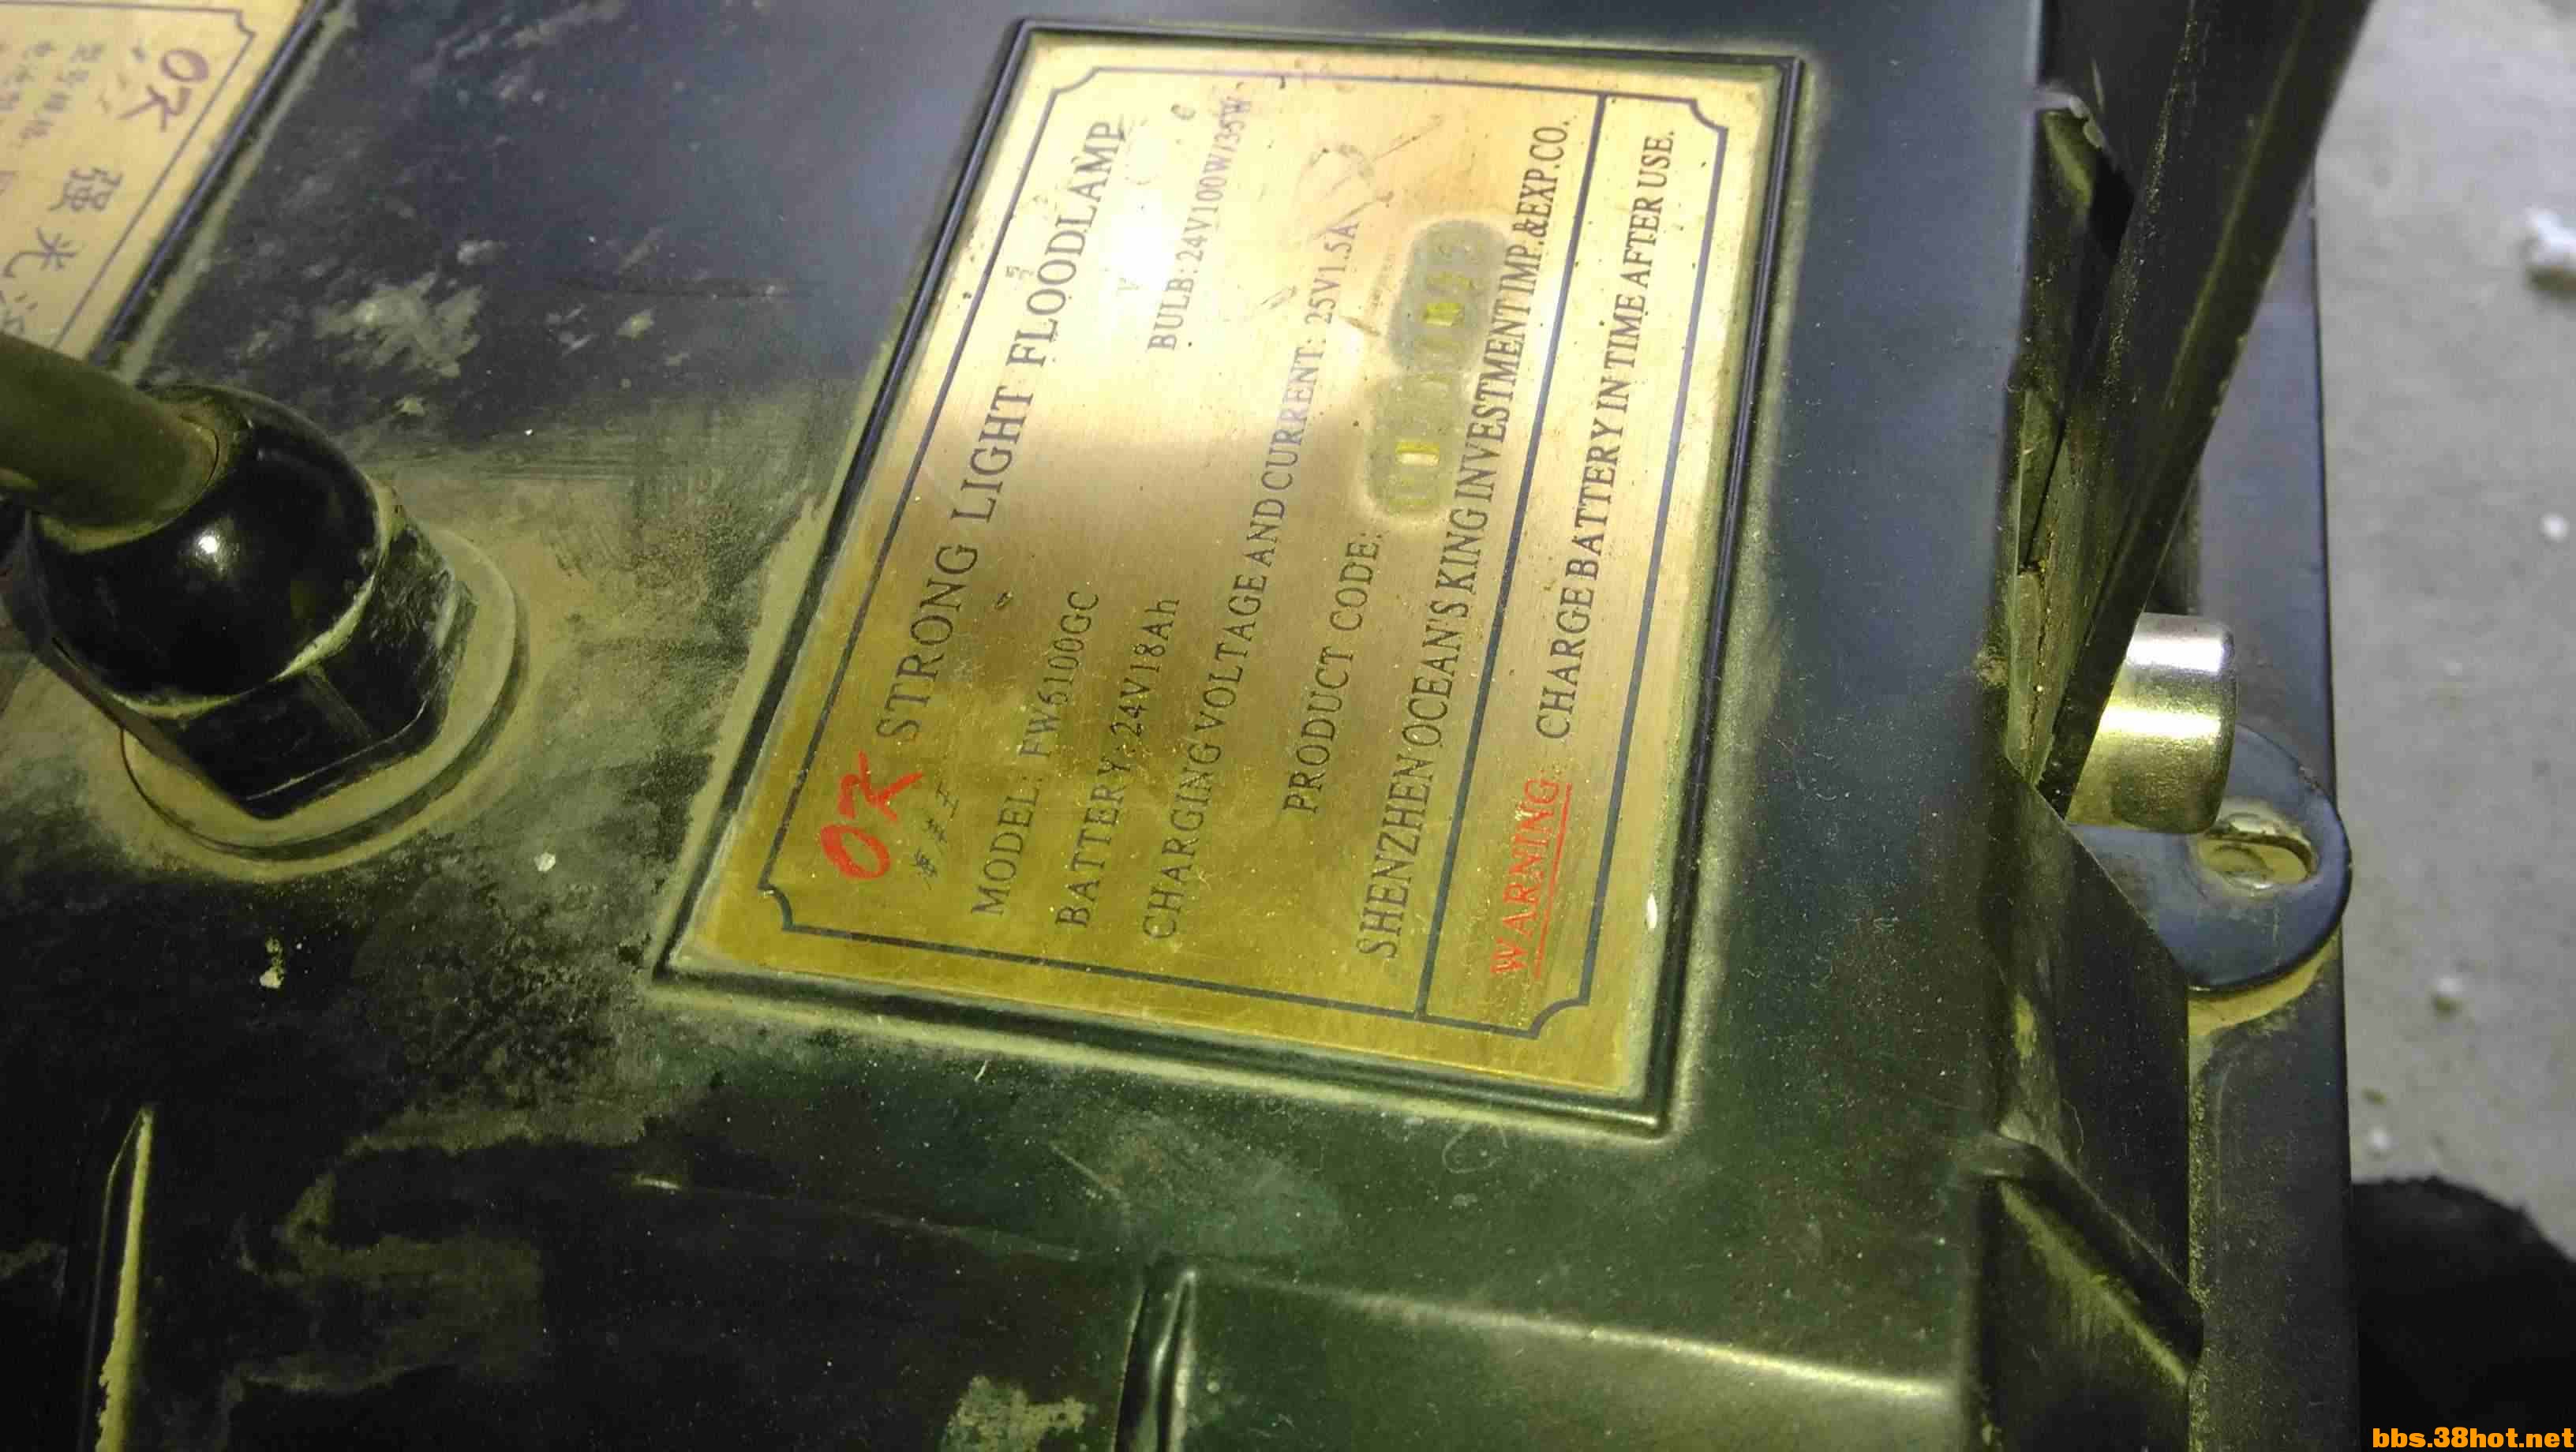 OK STRONG LIGHT FLOODLAMP
MODEL: FW6100GC
BATTERY: 24V18Ah BULB: 24V100W/35W
CHARGING VOLTAGE AND CURRENT: 25V1.5A
PRODUCT CODE:
SHENZHEN OCEAN'S KING INVESTMENT IMP.&EXP.CO.
WARNING: CHARGE BATTERY IN TIME AFTER USE.
OK
强光
bbs.38hot.net